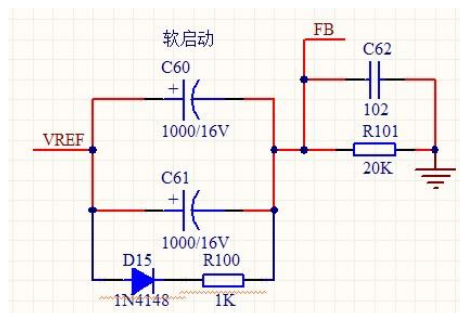 软启动
FB
C60
C62
+
1000/16V
102
VREF
R101
20K
C61
+
1000/16V
D15
R100
1N4148
1K